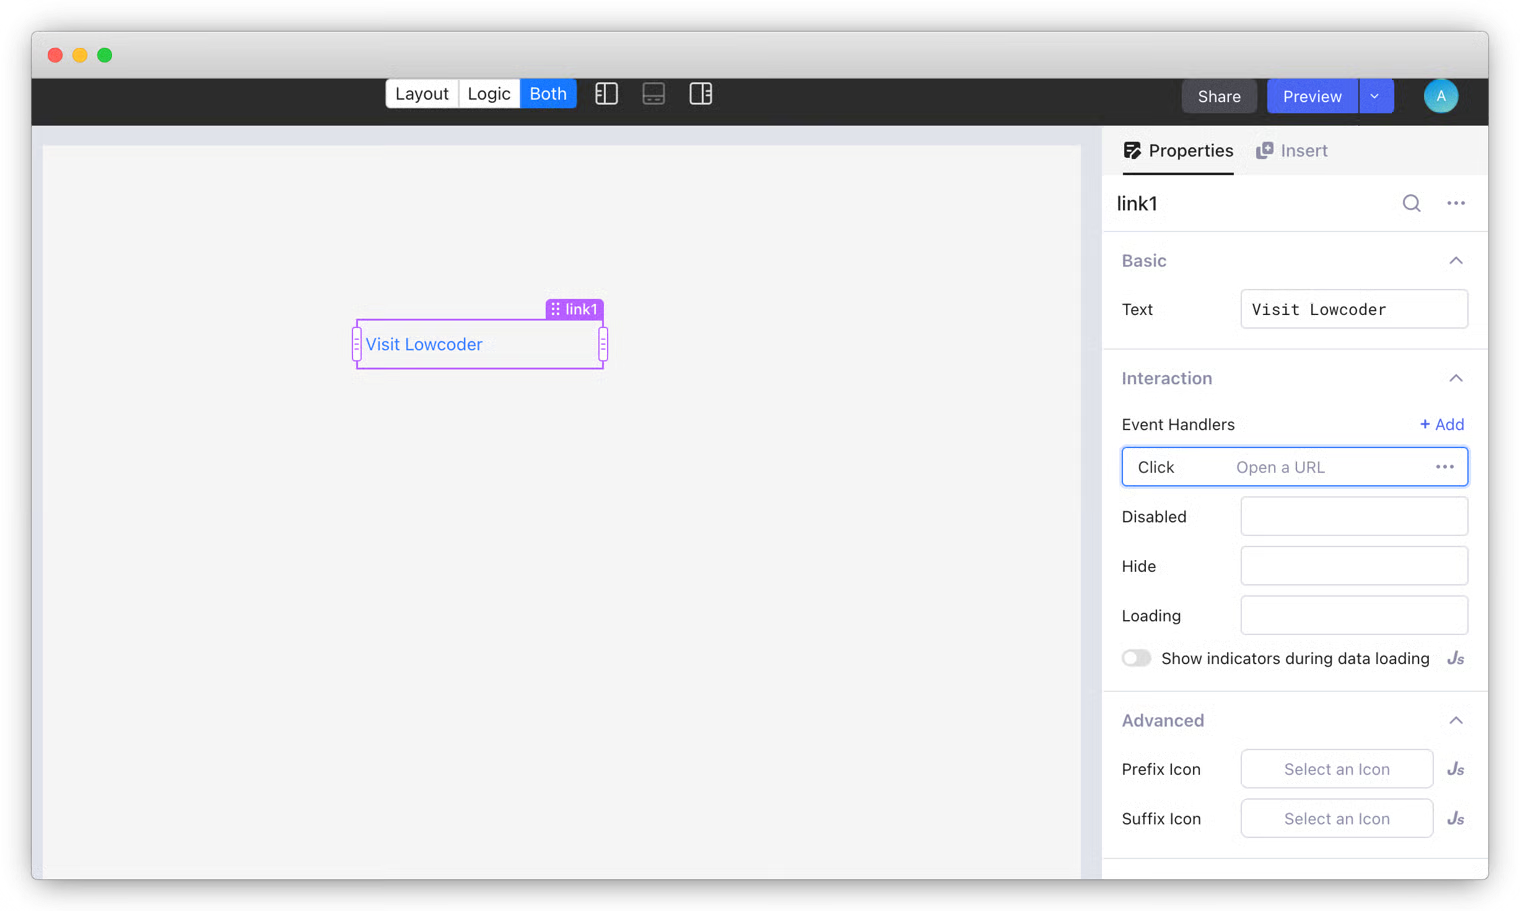 Layout Logic Both Share Preview A
Properties Insert
link1
Basic
Text Visit Lowcoder
link1
Visit Lowcoder
Interaction
Event Handlers + Add
Click Open a URL
Disabled
Hide
Loading
Show indicators during data loading Js
Advanced
Prefix Icon Select an Icon Js
Suffix Icon Select an Icon Js